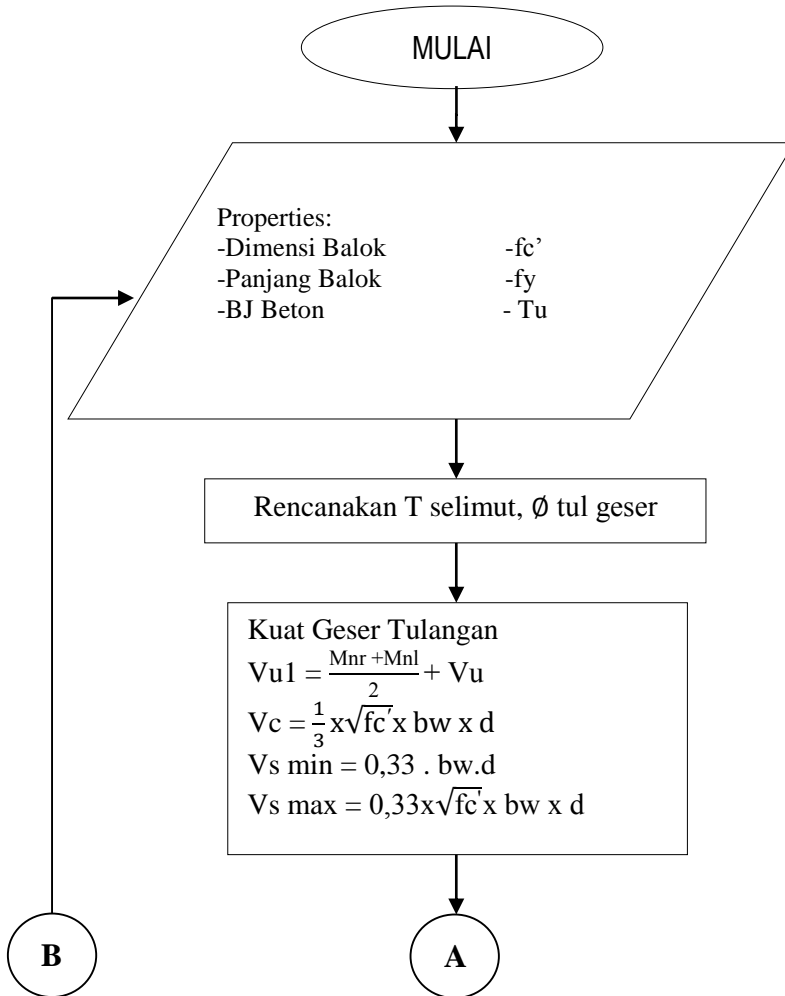 MULAI
Properties:
-Dimensi Balok -fc’
-Panjang Balok -fy
-BJ Beton - Tu
Rencanakan T selimut, Ø tul geser
Kuat Geser Tulangan
Vu1 = \frac{Mnr +Mnl}{2} + Vu
Vc = \frac{1}{3} x√fc′ x bw x d
Vs min = 0,33 . bw.d
Vs max = 0,33x√fc' x bw x d
B
A